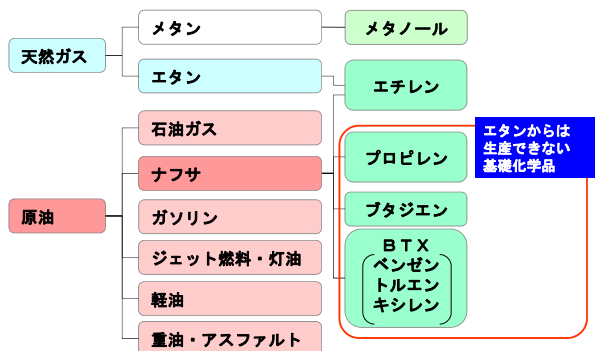 天然ガス
メタン
メタノール
エタン
エチレン
原油
石油ガス
ナフサ
ガソリン
ジェット燃料・灯油
軽油
重油・アスファルト
プロピレン
ブタジエン
ＢＴＸ
ベンゼン
トルエン
キシレン
エタンからは
生産できない
基礎化学品